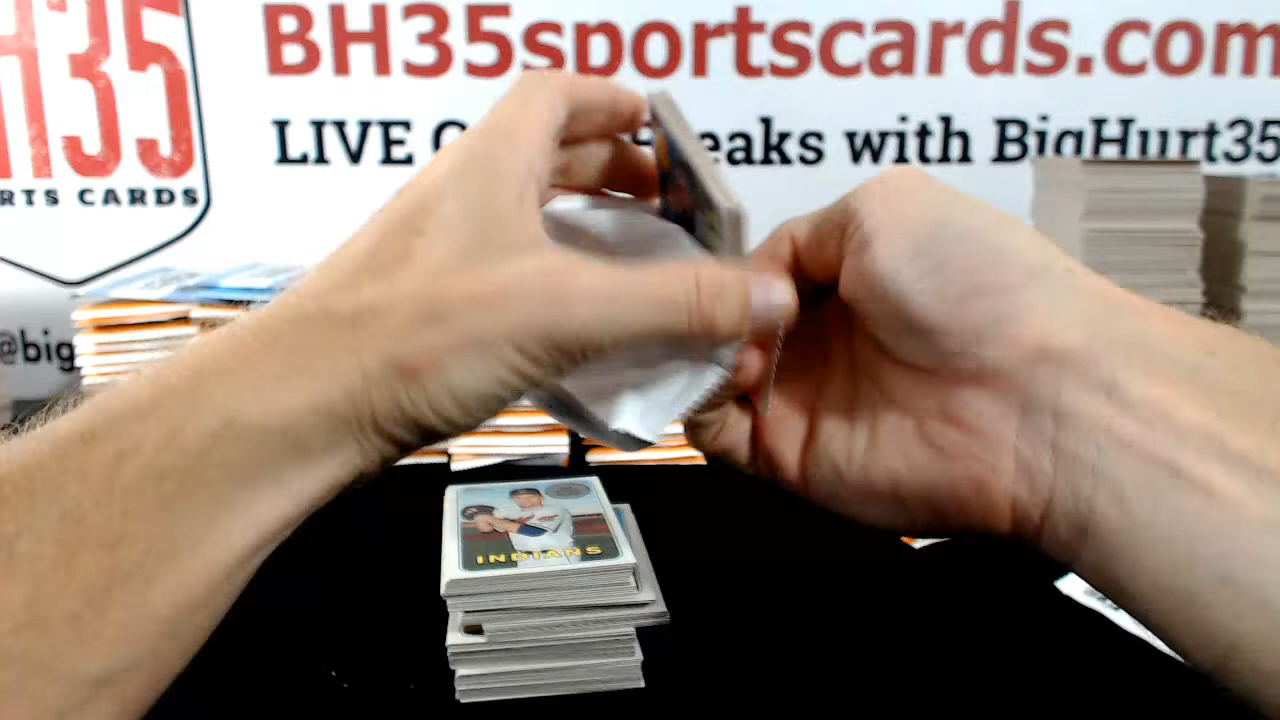 BH35sportscards.com
LIVE eaks with BigHurt35
H35
RTS CARDS
@big
INDIANS